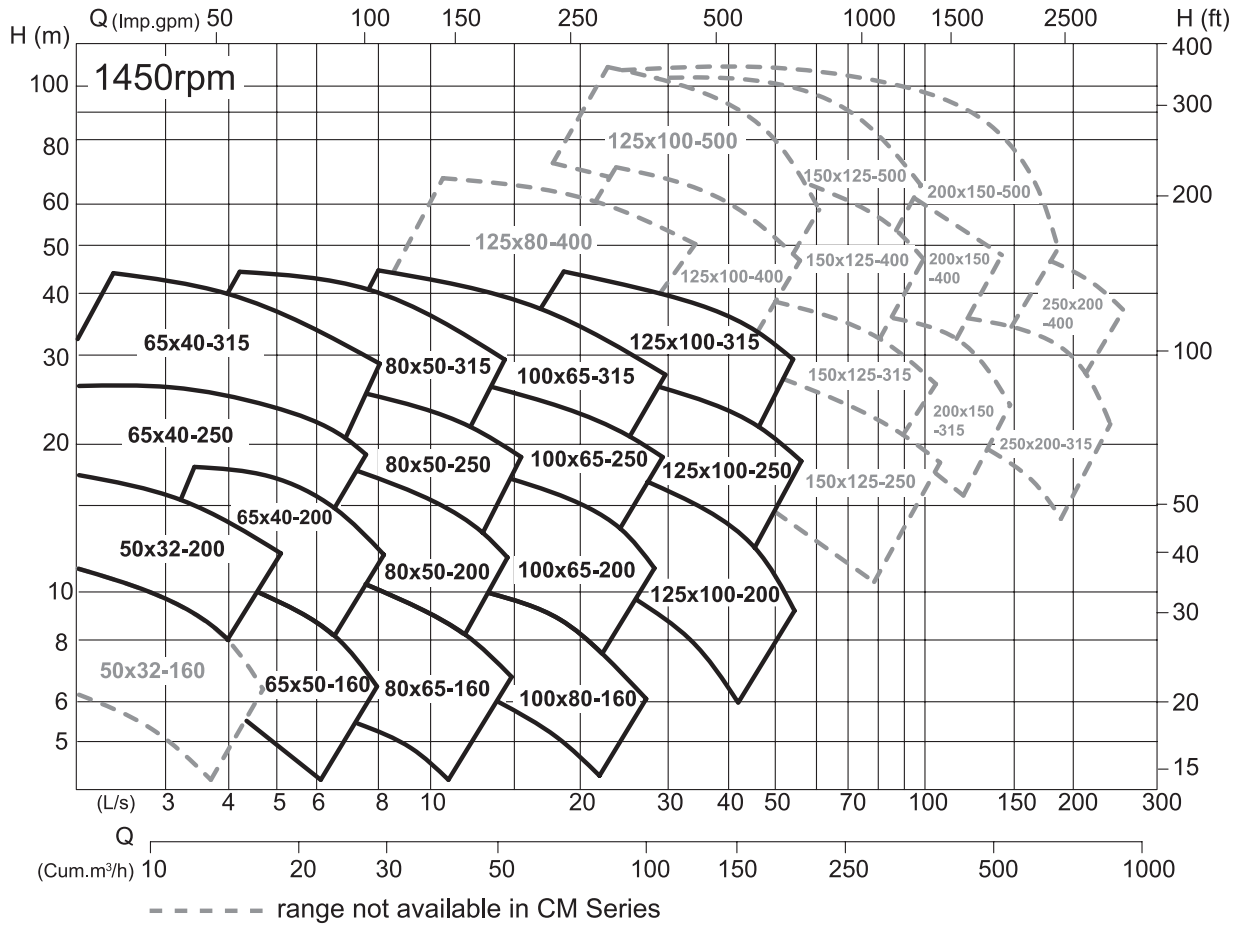 Q (Imp.gpm) 50 100 150 250 500 1000 1500 2500 H (ft)
H (m)
400
1450rpm
100
300
125x100-500
80
150x125-500
200x150-500
200
60
125x80-400
50
150x125-400
200x150
-400
125x100-400
40
250x200
-400
65x40-315
125x100-315
100
30
80x50-315
100x65-315
150x125-315
200x150
-315
65x40-250
20
250x200-315
80x50-250
100x65-250
125x100-250
150x125-250
50
65x40-200
50x32-200
40
80x50-200
100x65-200
10
125x100-200
30
8
50x32-160
65x50-160
80x65-160
100x80-160
6
20
5
15
(L/s) 3 4 5 6 8 10 20 30 40 50 70 100 150 200 300
Q
(Cum.m³/h) 10 20 30 50 100 150 250 500 1000
range not available in CM Series